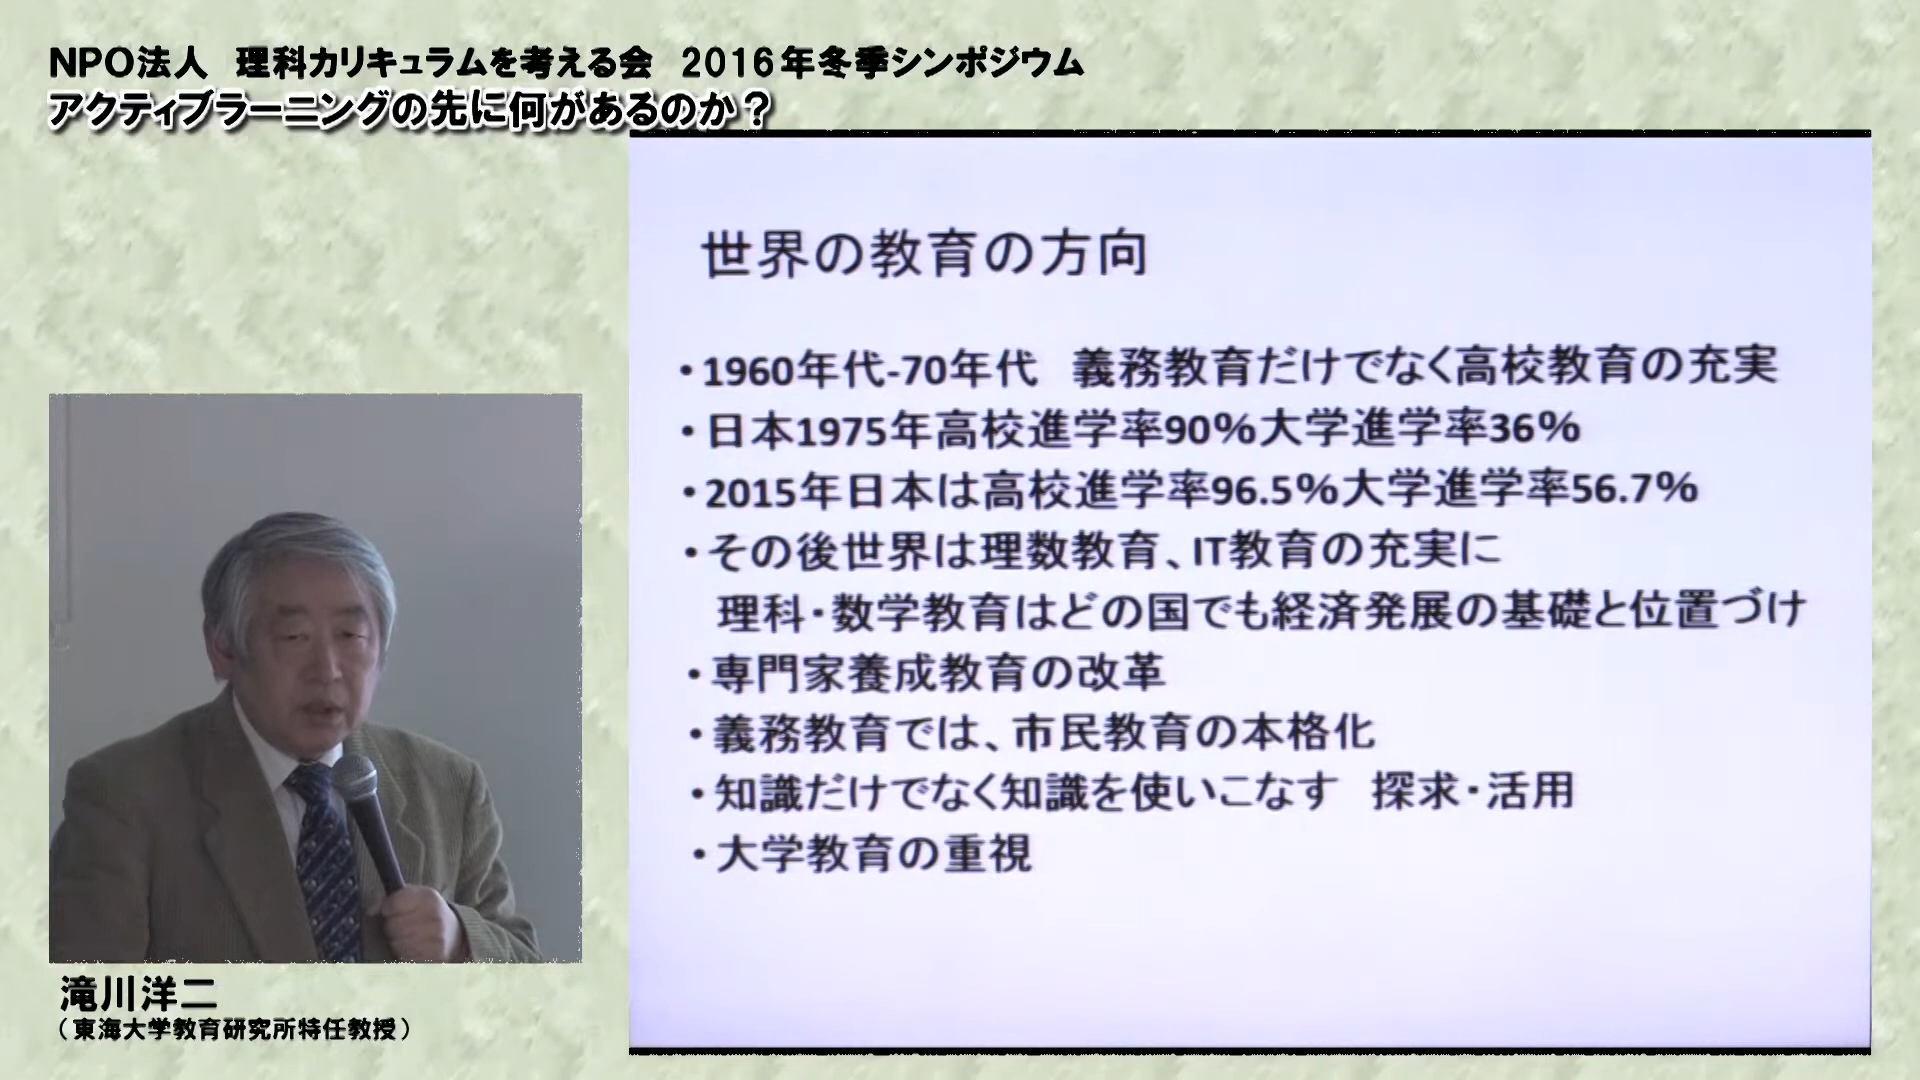 NPO法人　理科カリキュラムを考える会　2016年冬季シンポジウム
アクティブラーニングの先に何があるのか？
世界の教育の方向
・1960年代-70年代　義務教育だけでなく高校教育の充実
・日本1975年高校進学率90％大学進学率36％
・2015年日本は高校進学率96.5％大学進学率56.7％
・その後世界は理数教育、IT教育の充実に
理科・数学教育はどの国でも経済発展の基礎と位置づけ
・専門家養成教育の改革
・義務教育では、市民教育の本格化
・知識だけでなく知識を使いこなす　探求・活用
・大学教育の重視
滝川洋二
（東海大学教育研究所特任教授）